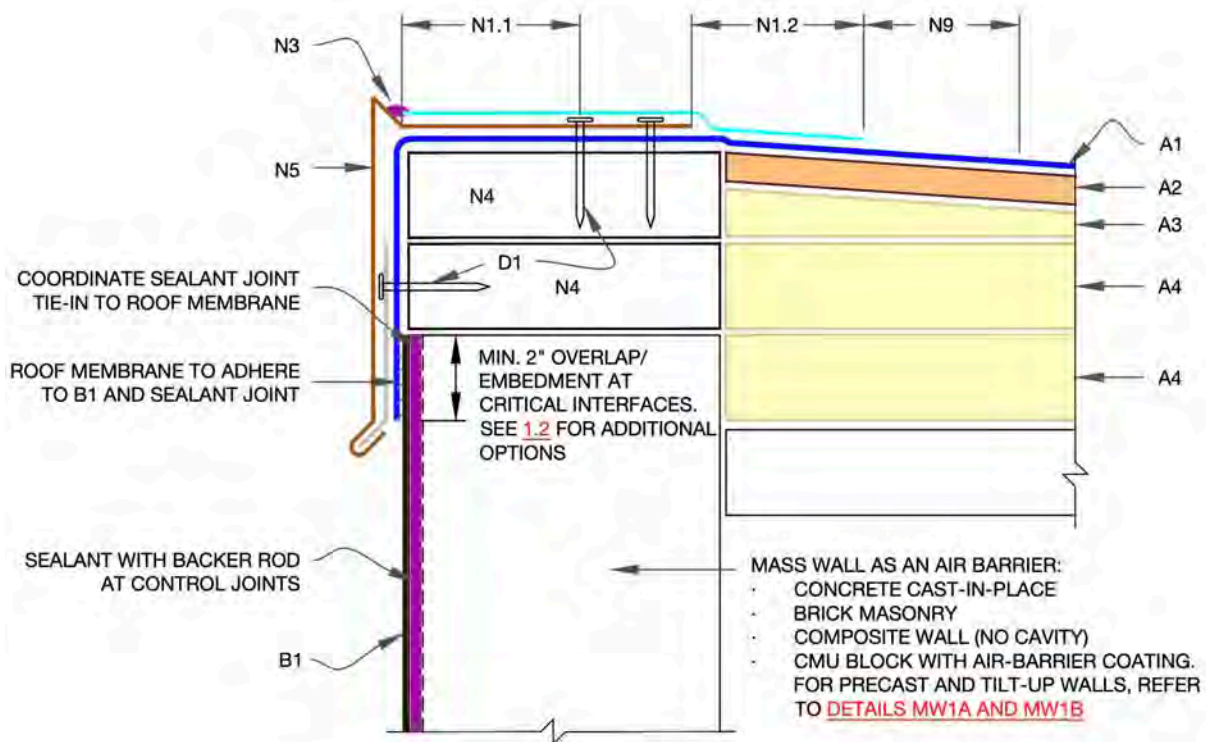 N1.1
N1.2
N9
N3
N5
A1
A2
A3
A4
A4
N4
N4
D1
COORDINATE SEALANT JOINT
TIE-IN TO ROOF MEMBRANE
ROOF MEMBRANE TO ADHERE
TO B1 AND SEALANT JOINT
MIN. 2" OVERLAP/
EMBEDMENT AT
CRITICAL INTERFACES.
SEE 1.2 FOR ADDITIONAL
OPTIONS
SEALANT WITH BACKER ROD
AT CONTROL JOINTS
B1
MASS WALL AS AN AIR BARRIER:
· CONCRETE CAST-IN-PLACE
· BRICK MASONRY
· COMPOSITE WALL (NO CAVITY)
· CMU BLOCK WITH AIR-BARRIER COATING.
FOR PRECAST AND TILT-UP WALLS, REFER
TO DETAILS MW1A AND MW1B